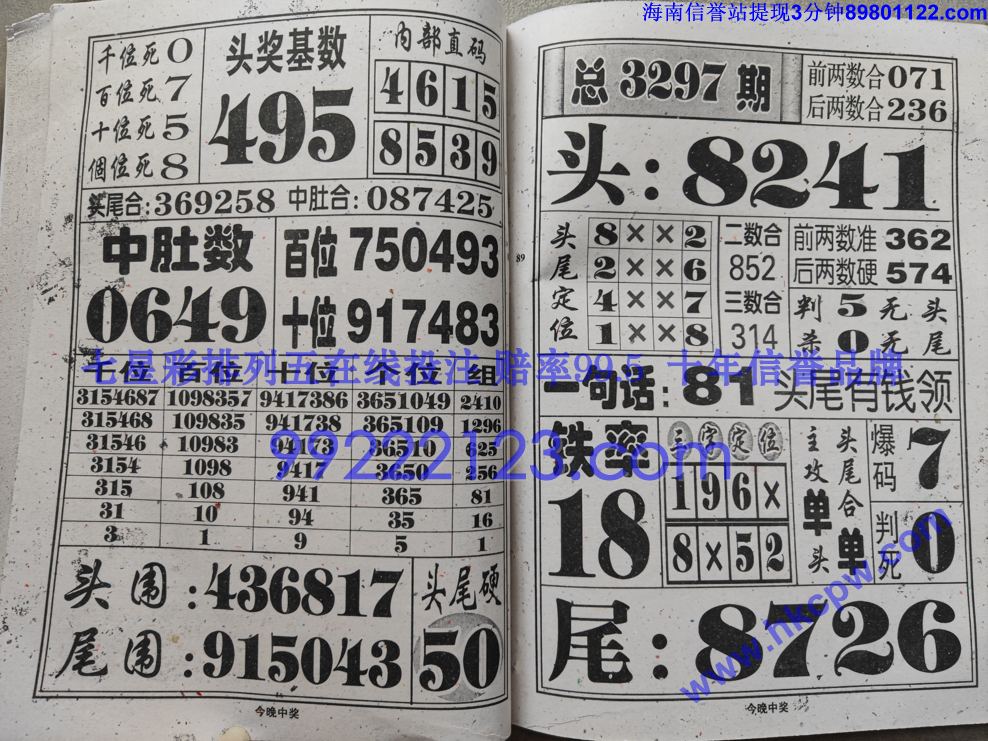 海南信誉站提现3分钟89801122.com
千位死0
百位死7
十位死5
個位死8
头奖基数
495
内部直码
4615
8539
头尾合:369258 中肚合:087425
中肚数
0649
百位750493
十位917483
七星彩排列五在线投注 赔率99.5 十年信誉品牌
千位 百位 十位 个位 组
3154687 1098357 9417386 3651049 2410
315468 109835 941738 365109 1296
31546 10983 94173 36510 625
3154 1098 9417 3650 256
315 108 941 365 81
31 10 94 35 16
3 1 9 5 1
99222123.com
头围:436817
尾围:915043
头尾硬
50
今晚中奖
总3297期
前两数合071
后两数合236
头:8241
89
头尾定位
8××2
2××6
4××7
1××8
二数合
852
三数合
314
前两数准362
后两数硬574
判5无头
杀0无尾
一句话:81头尾有钱领
铁率
18
三字定位
196×
8×52
主攻单头
头尾合单
爆码7
判死0
www.hkcpw.com
尾:8726
今晚中奖